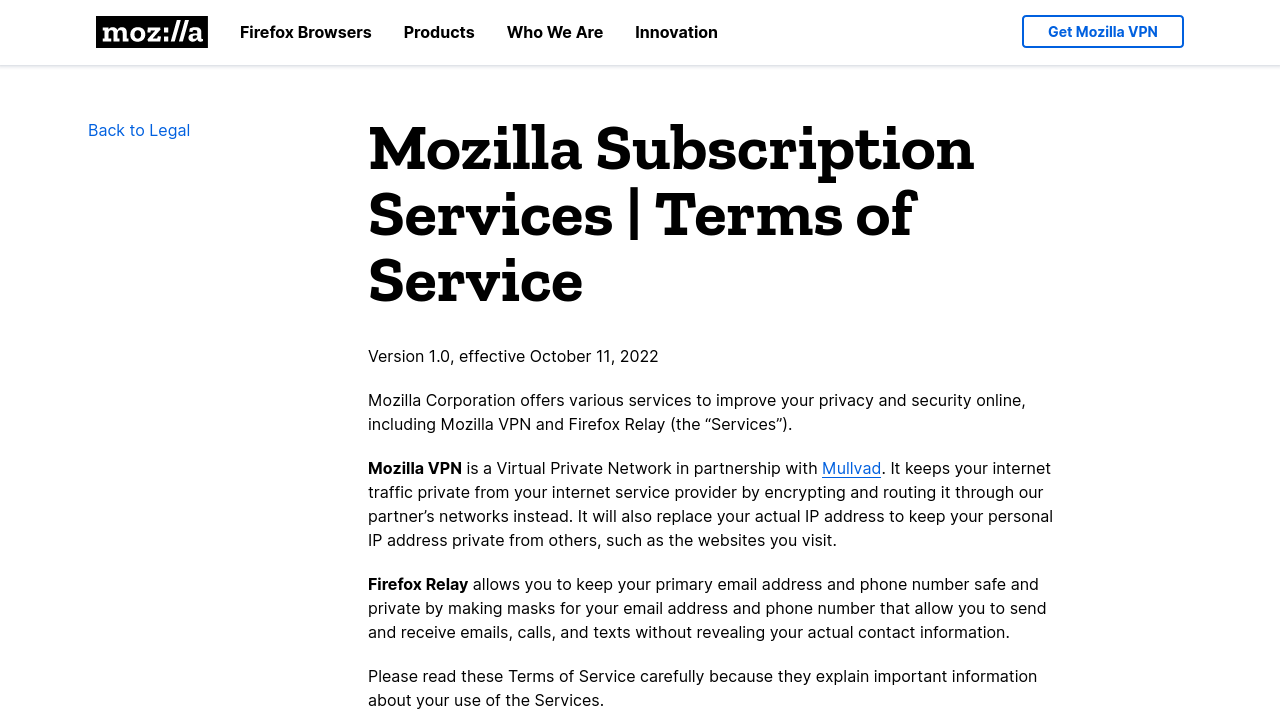 moz://a
Firefox Browsers
Products
Who We Are
Innovation
Get Mozilla VPN
Back to Legal
Mozilla Subscription
Services | Terms of
Service
Version 1.0, effective October 11, 2022
Mozilla Corporation offers various services to improve your privacy and security online,
including Mozilla VPN and Firefox Relay (the “Services”).
Mozilla VPN is a Virtual Private Network in partnership with Mullvad. It keeps your internet
traffic private from your internet service provider by encrypting and routing it through our
partner’s networks instead. It will also replace your actual IP address to keep your personal
IP address private from others, such as the websites you visit.
Firefox Relay allows you to keep your primary email address and phone number safe and
private by making masks for your email address and phone number that allow you to send
and receive emails, calls, and texts without revealing your actual contact information.
Please read these Terms of Service carefully because they explain important information
about your use of the Services.